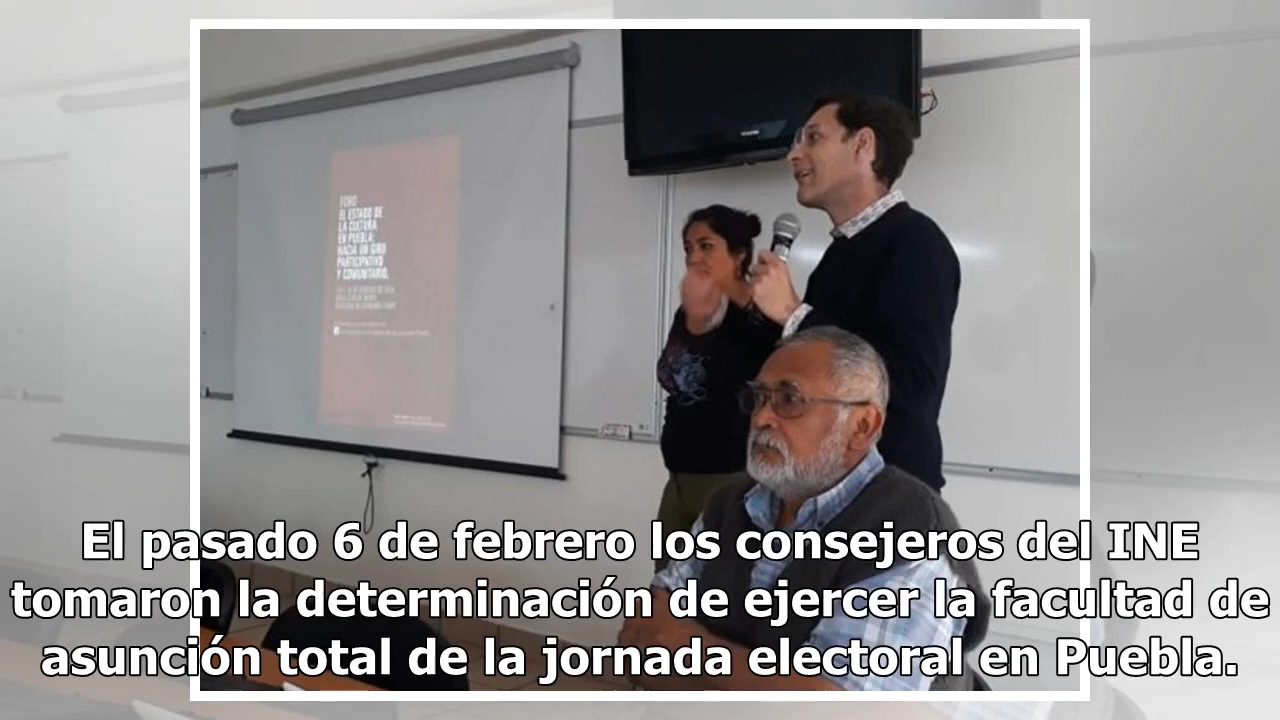 FORO
EL ESTADO DE
LA CULTURA
EN PUEBLA:
HACIA UN GIRO
PARTICIPATIVO
Y COMUNITARIO.
El pasado 6 de febrero los consejeros del INE
tomaron la determinación de ejercer la facultad de
asunción total de la jornada electoral en Puebla.